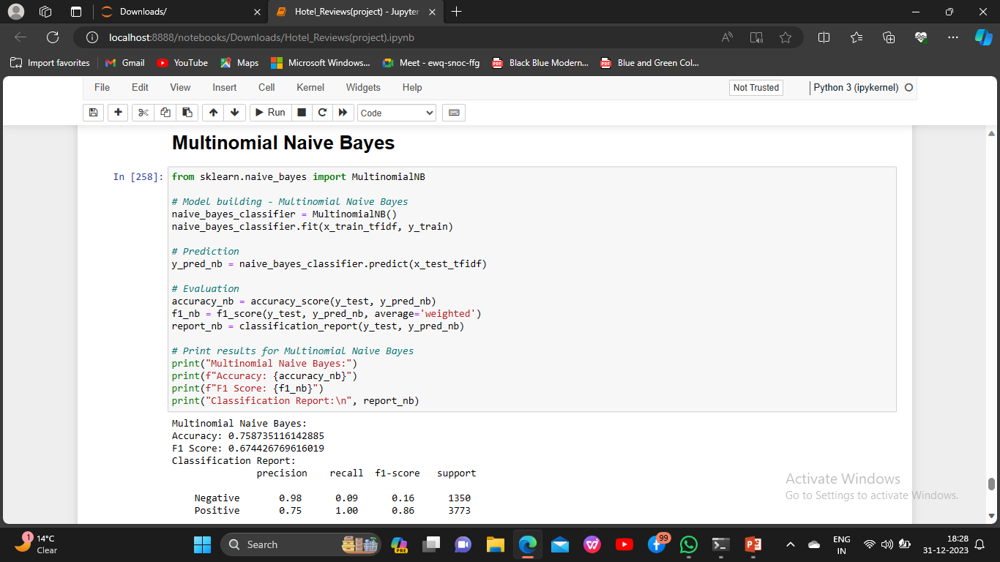 Downloads/
Hotel_Reviews(project) - Jupyter
localhost:8888/notebooks/Downloads/Hotel_Reviews(project).ipynb
Import favorites Gmail YouTube Maps Microsoft Windows... Meet - ewq-snoc-ffg PDF Black Blue Modern... PDF Blue and Green Col...
File Edit View Insert Cell Kernel Widgets Help Not Trusted Python 3 (ipykernel)
Run Code
Multinomial Naive Bayes
In [258]: from sklearn.naive_bayes import MultinomialNB
# Model building - Multinomial Naive Bayes
naive_bayes_classifier = MultinomialNB()
naive_bayes_classifier.fit(x_train_tfidf, y_train)
# Prediction
y_pred_nb = naive_bayes_classifier.predict(x_test_tfidf)
# Evaluation
accuracy_nb = accuracy_score(y_test, y_pred_nb)
f1_nb = f1_score(y_test, y_pred_nb, average='weighted')
report_nb = classification_report(y_test, y_pred_nb)
# Print results for Multinomial Naive Bayes
print("Multinomial Naive Bayes:")
print(f"Accuracy: {accuracy_nb}")
print(f"F1 Score: {f1_nb}")
print("Classification Report:\n", report_nb)
Multinomial Naive Bayes:
Accuracy: 0.758735116142885
F1 Score: 0.674426769616019
Classification Report:
precision recall f1-score support
Negative 0.98 0.09 0.16 1350
Positive 0.75 1.00 0.86 3773
Activate Windows
Go to Settings to activate Windows.
1 14°C
Clear
Search
PRE
99
ENG
IN
18:28
31-12-2023